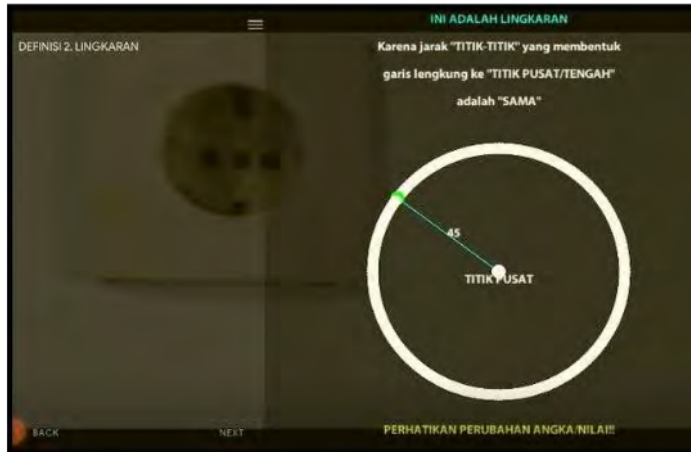 INI ADALAH LINGKARAN
DEFINISI 2. LINGKARAN
Karena jarak "TITIK-TITIK" yang membentuk
garis lengkung ke "TITIK PUSAT/TENGAH"
adalah "SAMA"
45
TITIK PUSAT
BACK
NEXT
PERHATIKAN PERUBAHAN ANGKA/NILAI!!